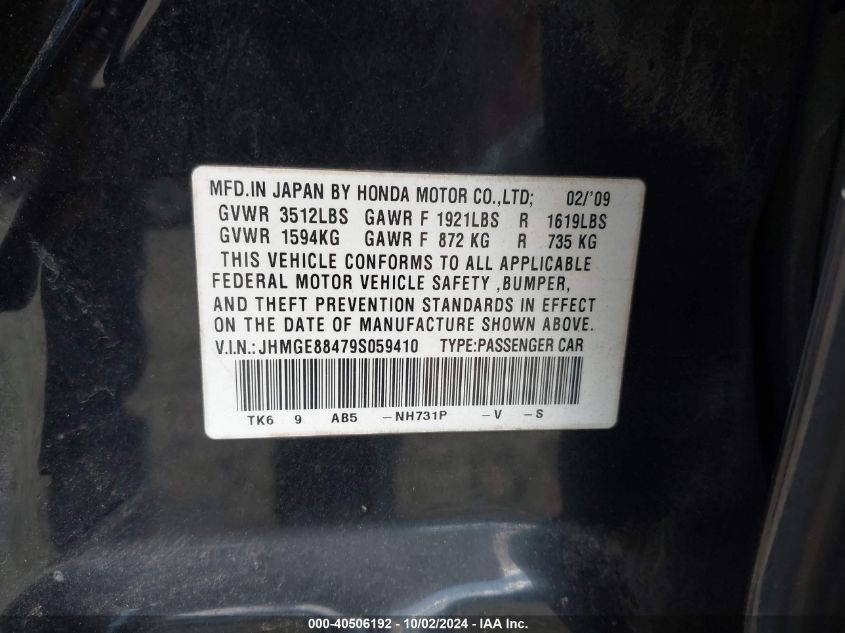 MFD.IN JAPAN BY HONDA MOTOR CO.,LTD; 02/'09
GVWR 3512LBS GAWR F 1921LBS R 1619LBS
GVWR 1594KG GAWR F 872 KG R 735 KG
THIS VEHICLE CONFORMS TO ALL APPLICABLE
FEDERAL MOTOR VEHICLE SAFETY ,BUMPER,
AND THEFT PREVENTION STANDARDS IN EFFECT
ON THE DATE OF MANUFACTURE SHOWN ABOVE.
V.I.N.: JHMGE88479S059410 TYPE:PASSENGER CAR
TK6 9 AB5 -NH731P -V -S
000-40506192 - 10/02/2024 - IAA Inc.